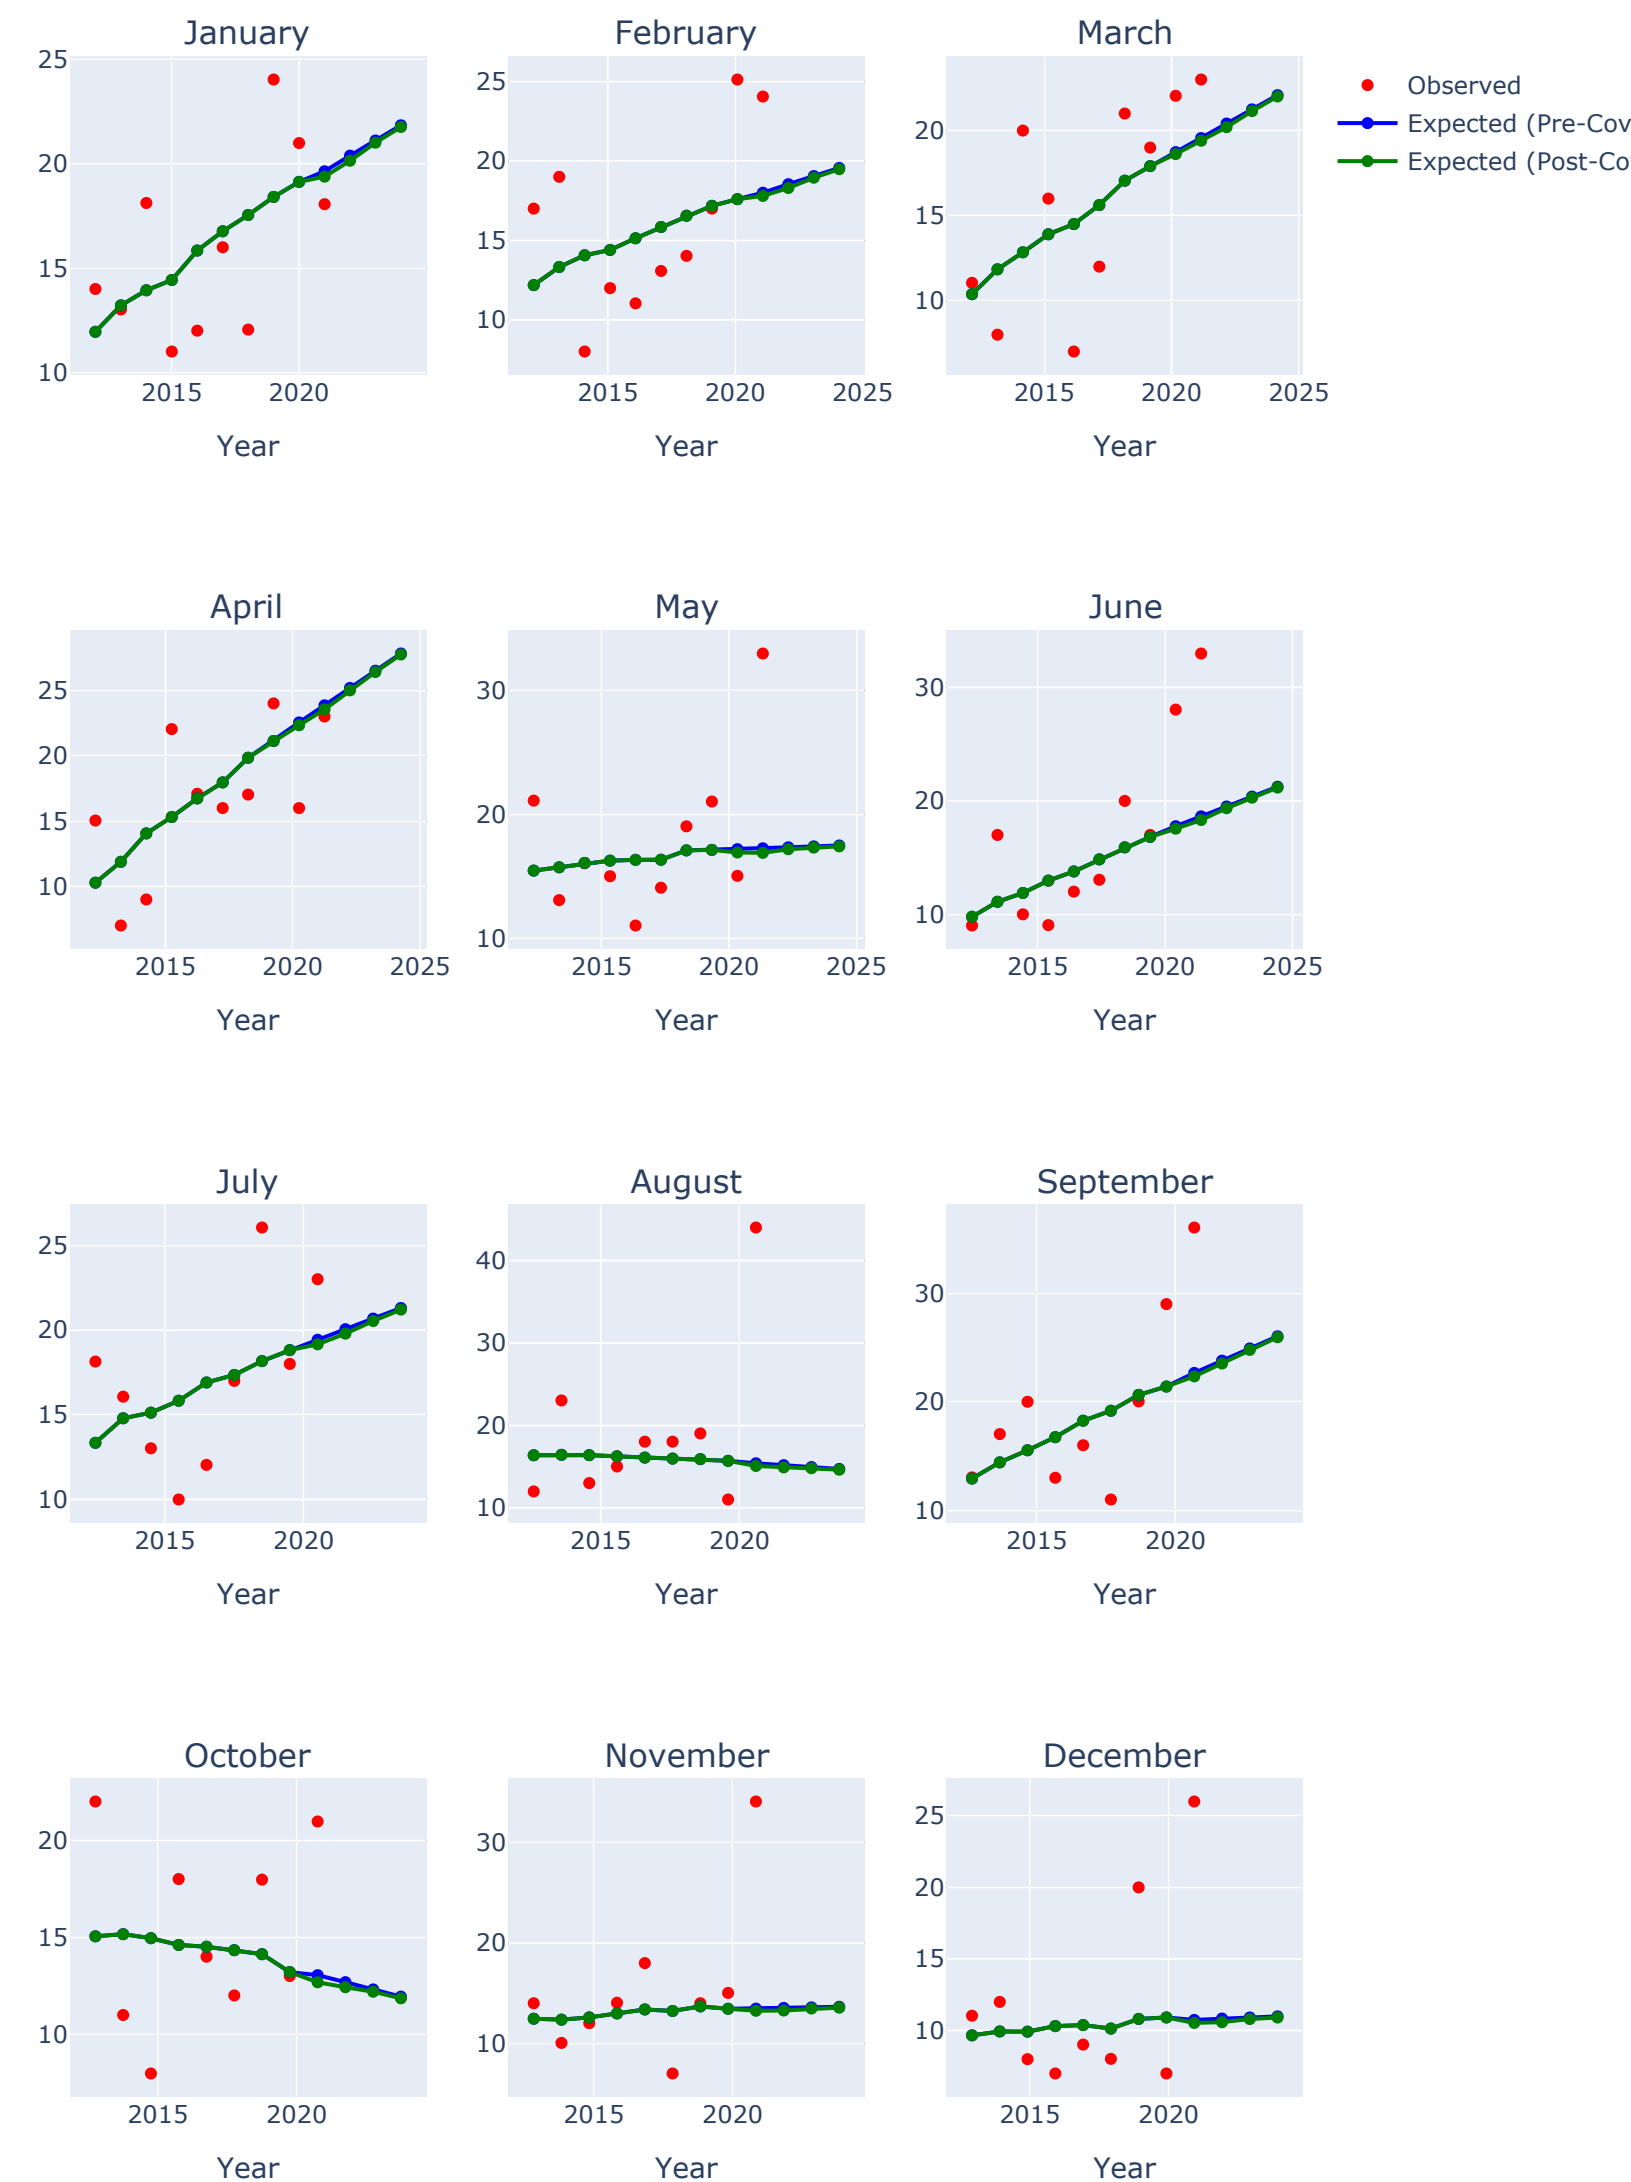 January
February
March
25
20
15
10
2015
2020
Year
25
20
15
10
2015
2020
2025
Year
20
15
10
2015
2020
2025
Year
Observed
Expected (Pre-Cov
Expected (Post-Co
April
May
June
25
20
15
10
2015
2020
2025
Year
30
20
10
2015
2020
2025
Year
30
20
10
2015
2020
2025
Year
July
August
September
25
20
15
10
2015
2020
Year
40
30
20
10
2015
2020
Year
30
20
10
2015
2020
Year
October
November
December
20
15
10
2015
2020
Year
30
20
10
2015
2020
Year
25
20
15
10
2015
2020
Year